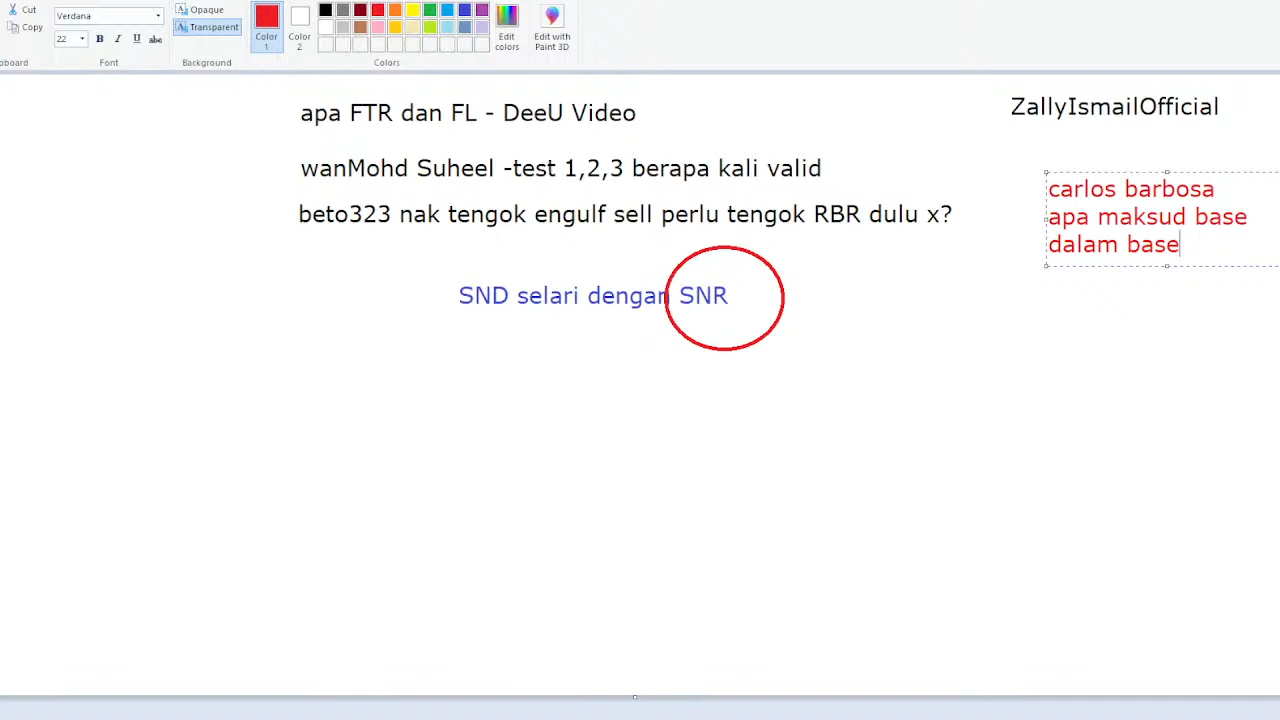 Cut
Copy
pboard
Verdana
22
B I U abc
Font
Opaque
Transparent
Background
Color 1
Color 2
Edit colors
Edit with Paint 3D
Colors
apa FTR dan FL - DeeU Video
ZallyIsmailOfficial
wanMohd Suheel -test 1,2,3 berapa kali valid
beto323 nak tengok engulf sell perlu tengok RBR dulu x?
carlos barbosa
apa maksud base
dalam base
SND selari dengan SNR